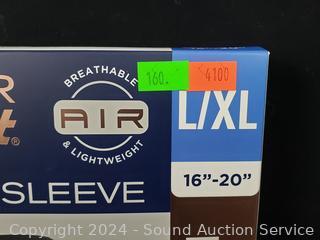 160.
4100
BREATHABLE
AIR
& LIGHTWEIGHT
L/XL
16"-20"
SLEEVE
Copyright 2024 - Sound Auction Service